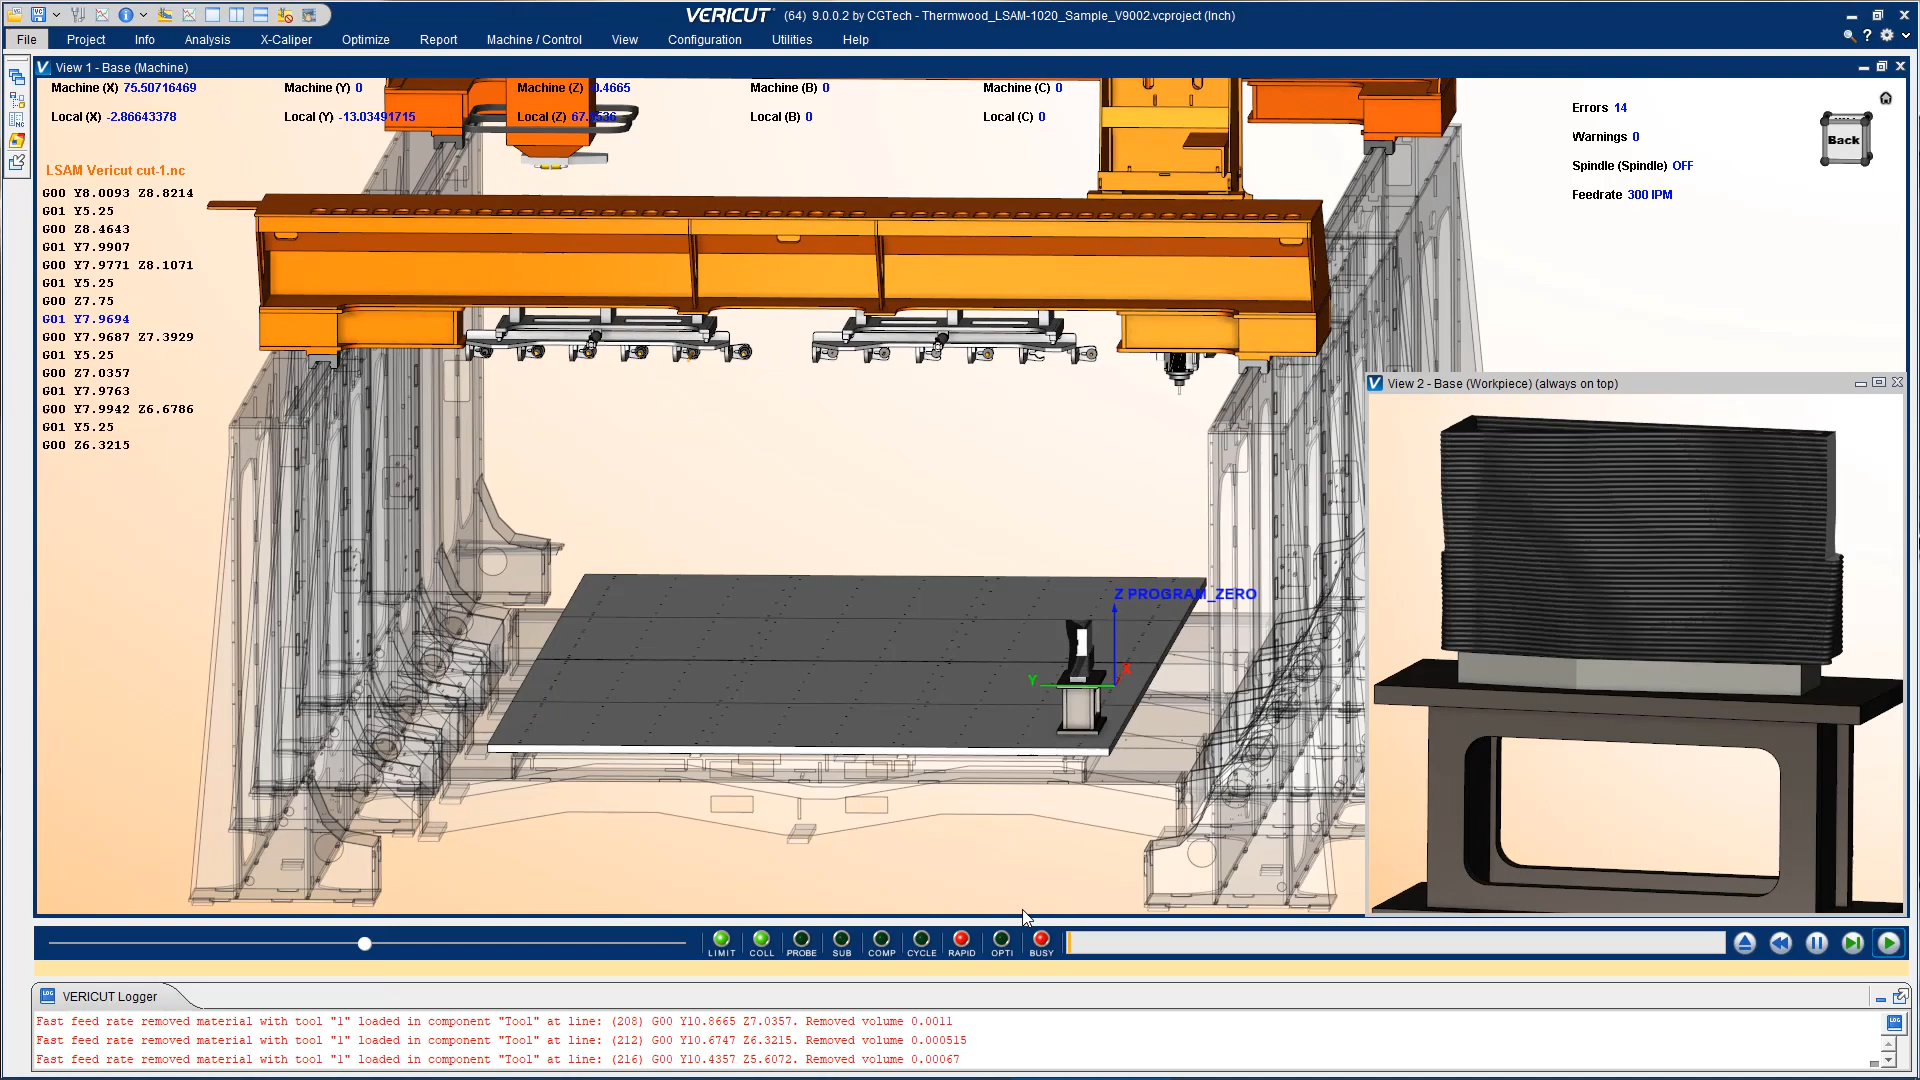 VERICUT (64) 9.0.0.2 by CGTech - Thermwood_LSAM-1020_Sample_V9002.vcproject (Inch)
File Project Info Analysis X-Caliper Optimize Report Machine / Control View Configuration Utilities Help
View 1 - Base (Machine)
Machine (X) 75.50716469 Machine (Y) 0 Machine (Z) .4665 Machine (B) 0 Machine (C) 0
Local (X) -2.86643378 Local (Y) -13.03491715 Local (Z) Local (B) 0 Local (C) 0
Errors 14
Warnings 0
Spindle (Spindle) OFF
Feedrate 300 IPM
Back
LSAM Vericut cut-1.nc
G00 Y8.0093 Z8.8214
G01 Y5.25
G00 Z8.4643
G01 Y7.9907
G00 Y7.9771 Z8.1071
G01 Y5.25
G00 Z7.75
G01 Y7.9694
G00 Y7.9687 Z7.3929
G01 Y5.25
G00 Z7.0357
G01 Y7.9763
G00 Y7.9942 Z6.6786
G01 Y5.25
G00 Z6.3215
Z PROGRAM_ZERO
X
Y
View 2 - Base (Workpiece) (always on top)
LIMIT COLL PROBE SUB COMP CYCLE RAPID OPTI BUSY
VERICUT Logger
Fast feed rate removed material with tool "1" loaded in component "Tool" at line: (208) G00 Y10.8665 Z7.0357. Removed volume 0.0011
Fast feed rate removed material with tool "1" loaded in component "Tool" at line: (212) G00 Y10.6747 Z6.3215. Removed volume 0.000515
Fast feed rate removed material with tool "1" loaded in component "Tool" at line: (216) G00 Y10.4357 Z5.6072. Removed volume 0.00067